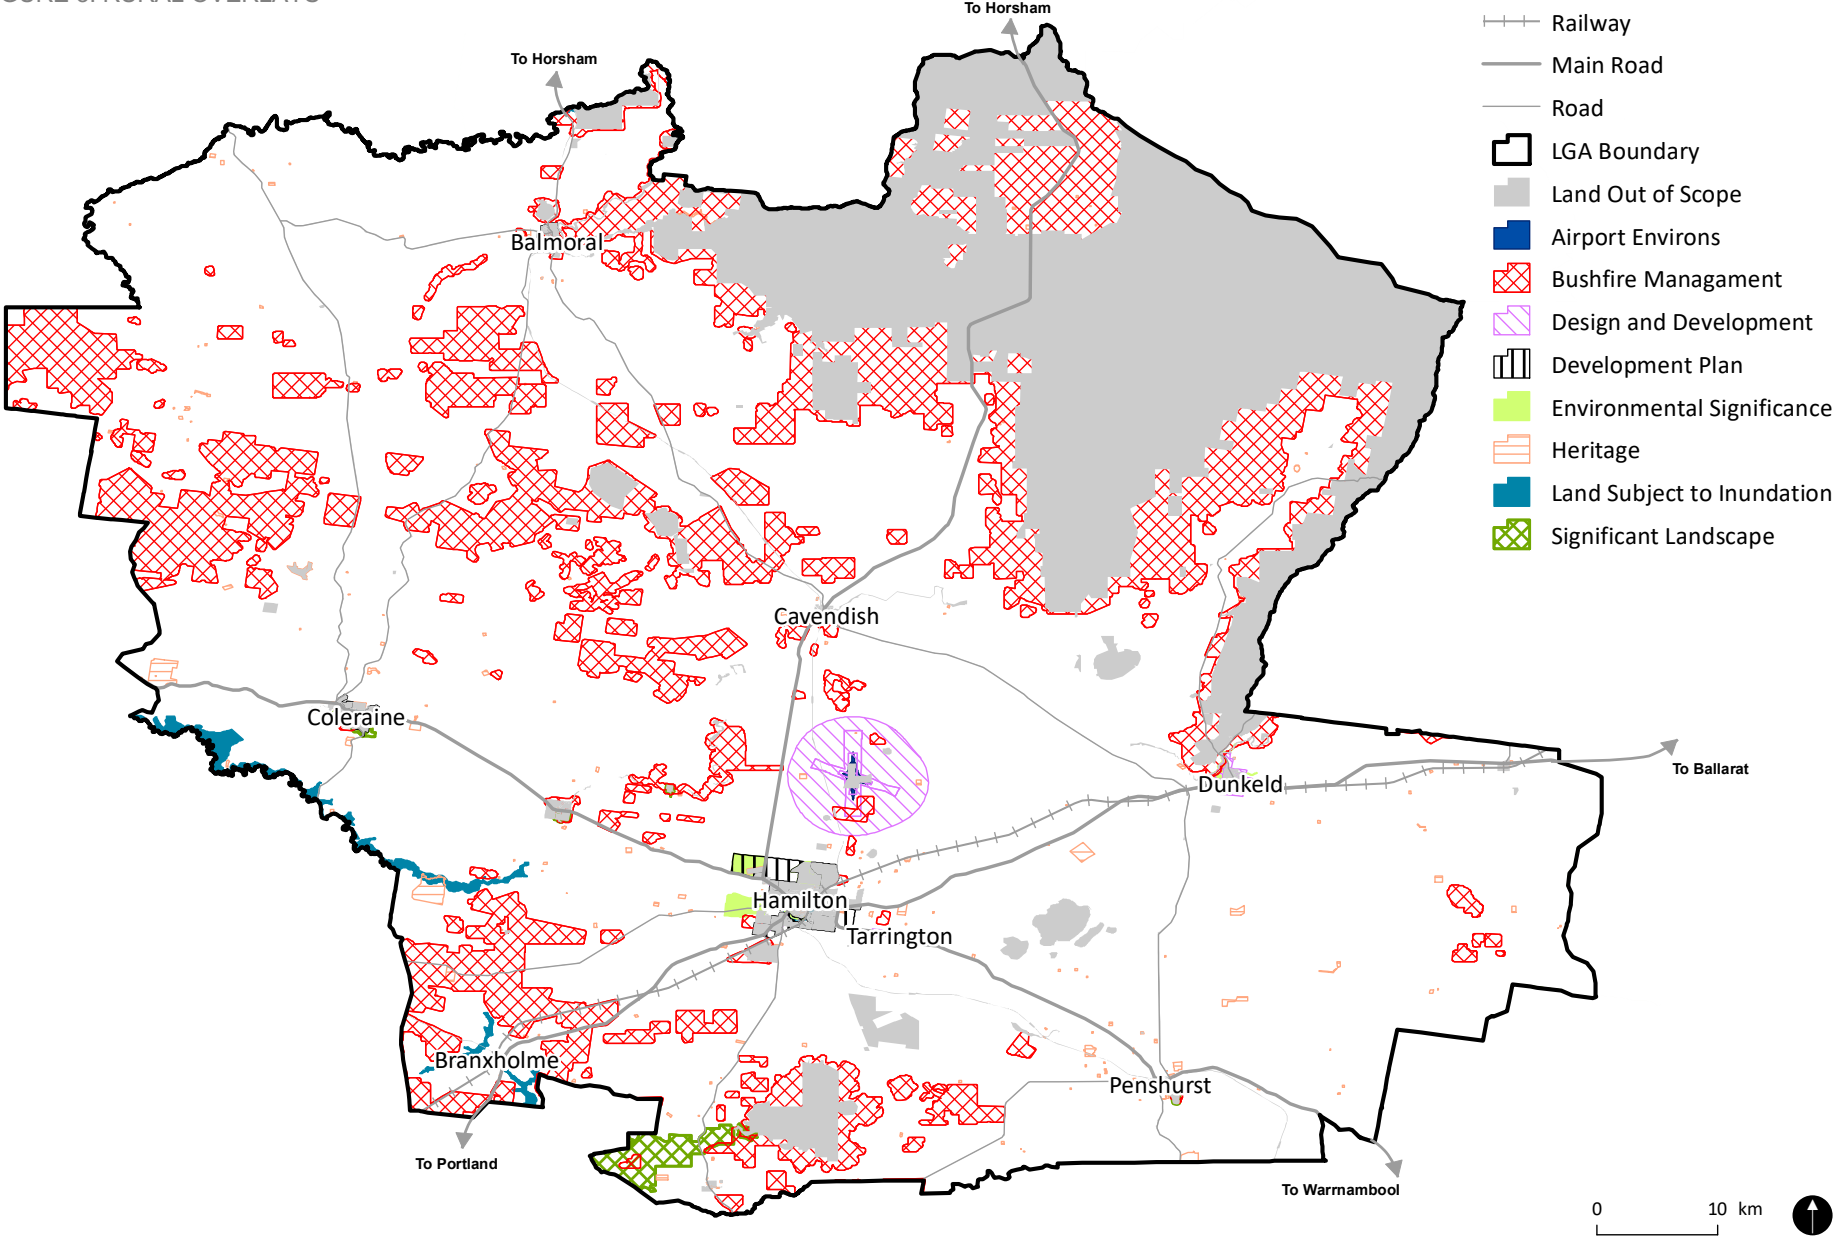 To Horsham
To Horsham
Railway
Main Road
Road
LGA Boundary
Land Out of Scope
Airport Environs
Bushfire Managament
Design and Development
Development Plan
Environmental Significance
Heritage
Land Subject to Inundation
Significant Landscape
Balmoral
Cavendish
Coleraine
To Ballarat
Dunkeld
Hamilton
Tarrington
Branxholme
Penshurst
To Portland
To Warrnambool
0 10 km